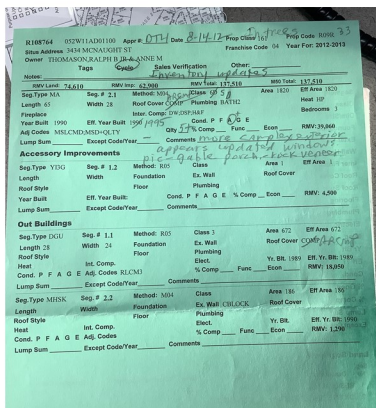 R108764 052W11AD01100 Appr #: OTH Date 8-14-12 Prop Class 161 Prop Code: R09R 33
Situs Address 3434 MCNAUGHT ST Franchise Code 04 Year For: 2012-2013
Owner THOMASON,RALPH B JR & ANNE M
Tags Cycle Sales Verification Other:
Notes: Inventory updates
RMV Land: 74,610 RMV Imp: 62,900 RMV Total: 137,510 M50 Total: 137,510
Seg.Type MA Seg. # 2.1 Method: M04 Class Area 1820 Eff Area 1820
Length 65 Width 28 Roof Cover COMP Plumbing BATH2 Heat HP
Fireplace Inter. Comp: DW;DSP;H&F Bedrooms 3
Year Built 1990 Eff. Year Built 1990 1995 Cond. P F A G E
Adj Codes MSLCMD;MSD+QLTY Qty % Comp Func Econ RMV:39,060
Lump Sum Except Code/Year Comments more complex exterior
appears updated windows
gable porch rock veneer
Accessory Improvements
Seg.Type YIMG Seg. # 1.2 Method: R05 Class Area 1 Eff Area
Length Width Foundation Ex. Wall Roof Cover
Roof Style Floor Plumbing
Year Built Eff. Year Built: Cond. P F A G E % Comp Econ RMV: 4,500
Lump Sum Except Code/Year Comments
Out Buildings
Seg.Type DGU Seg. # 1.1 Method: R05 Class 3 Area 672 Eff Area 672
Length 28 Width 24 Foundation Ex. Wall Roof Cover
Roof Style Floor Plumbing
Heat Int. Comp. Elect. Yr. Blt. 1989 Eff. Yr. Blt: 1989
Cond. P F A G E Adj. Codes RLCM3 % Comp Func Econ RMV: 18,050
Lump Sum Except Code/Year Comments
Seg.Type MHSK Seg. # 2.2 Method: M04 Class Area 186 Eff Area 186
Length Width Foundation Ex. Wall CBLOCK Roof Cover
Roof Style Floor Plumbing
Heat Int. Comp. Elect. Yr. Blt. Eff. Yr. Blt: 1990
Cond. P F A G E Adj. Codes % Comp Func Econ RMV: 1,290
Lump Sum Except Code/Year Comments